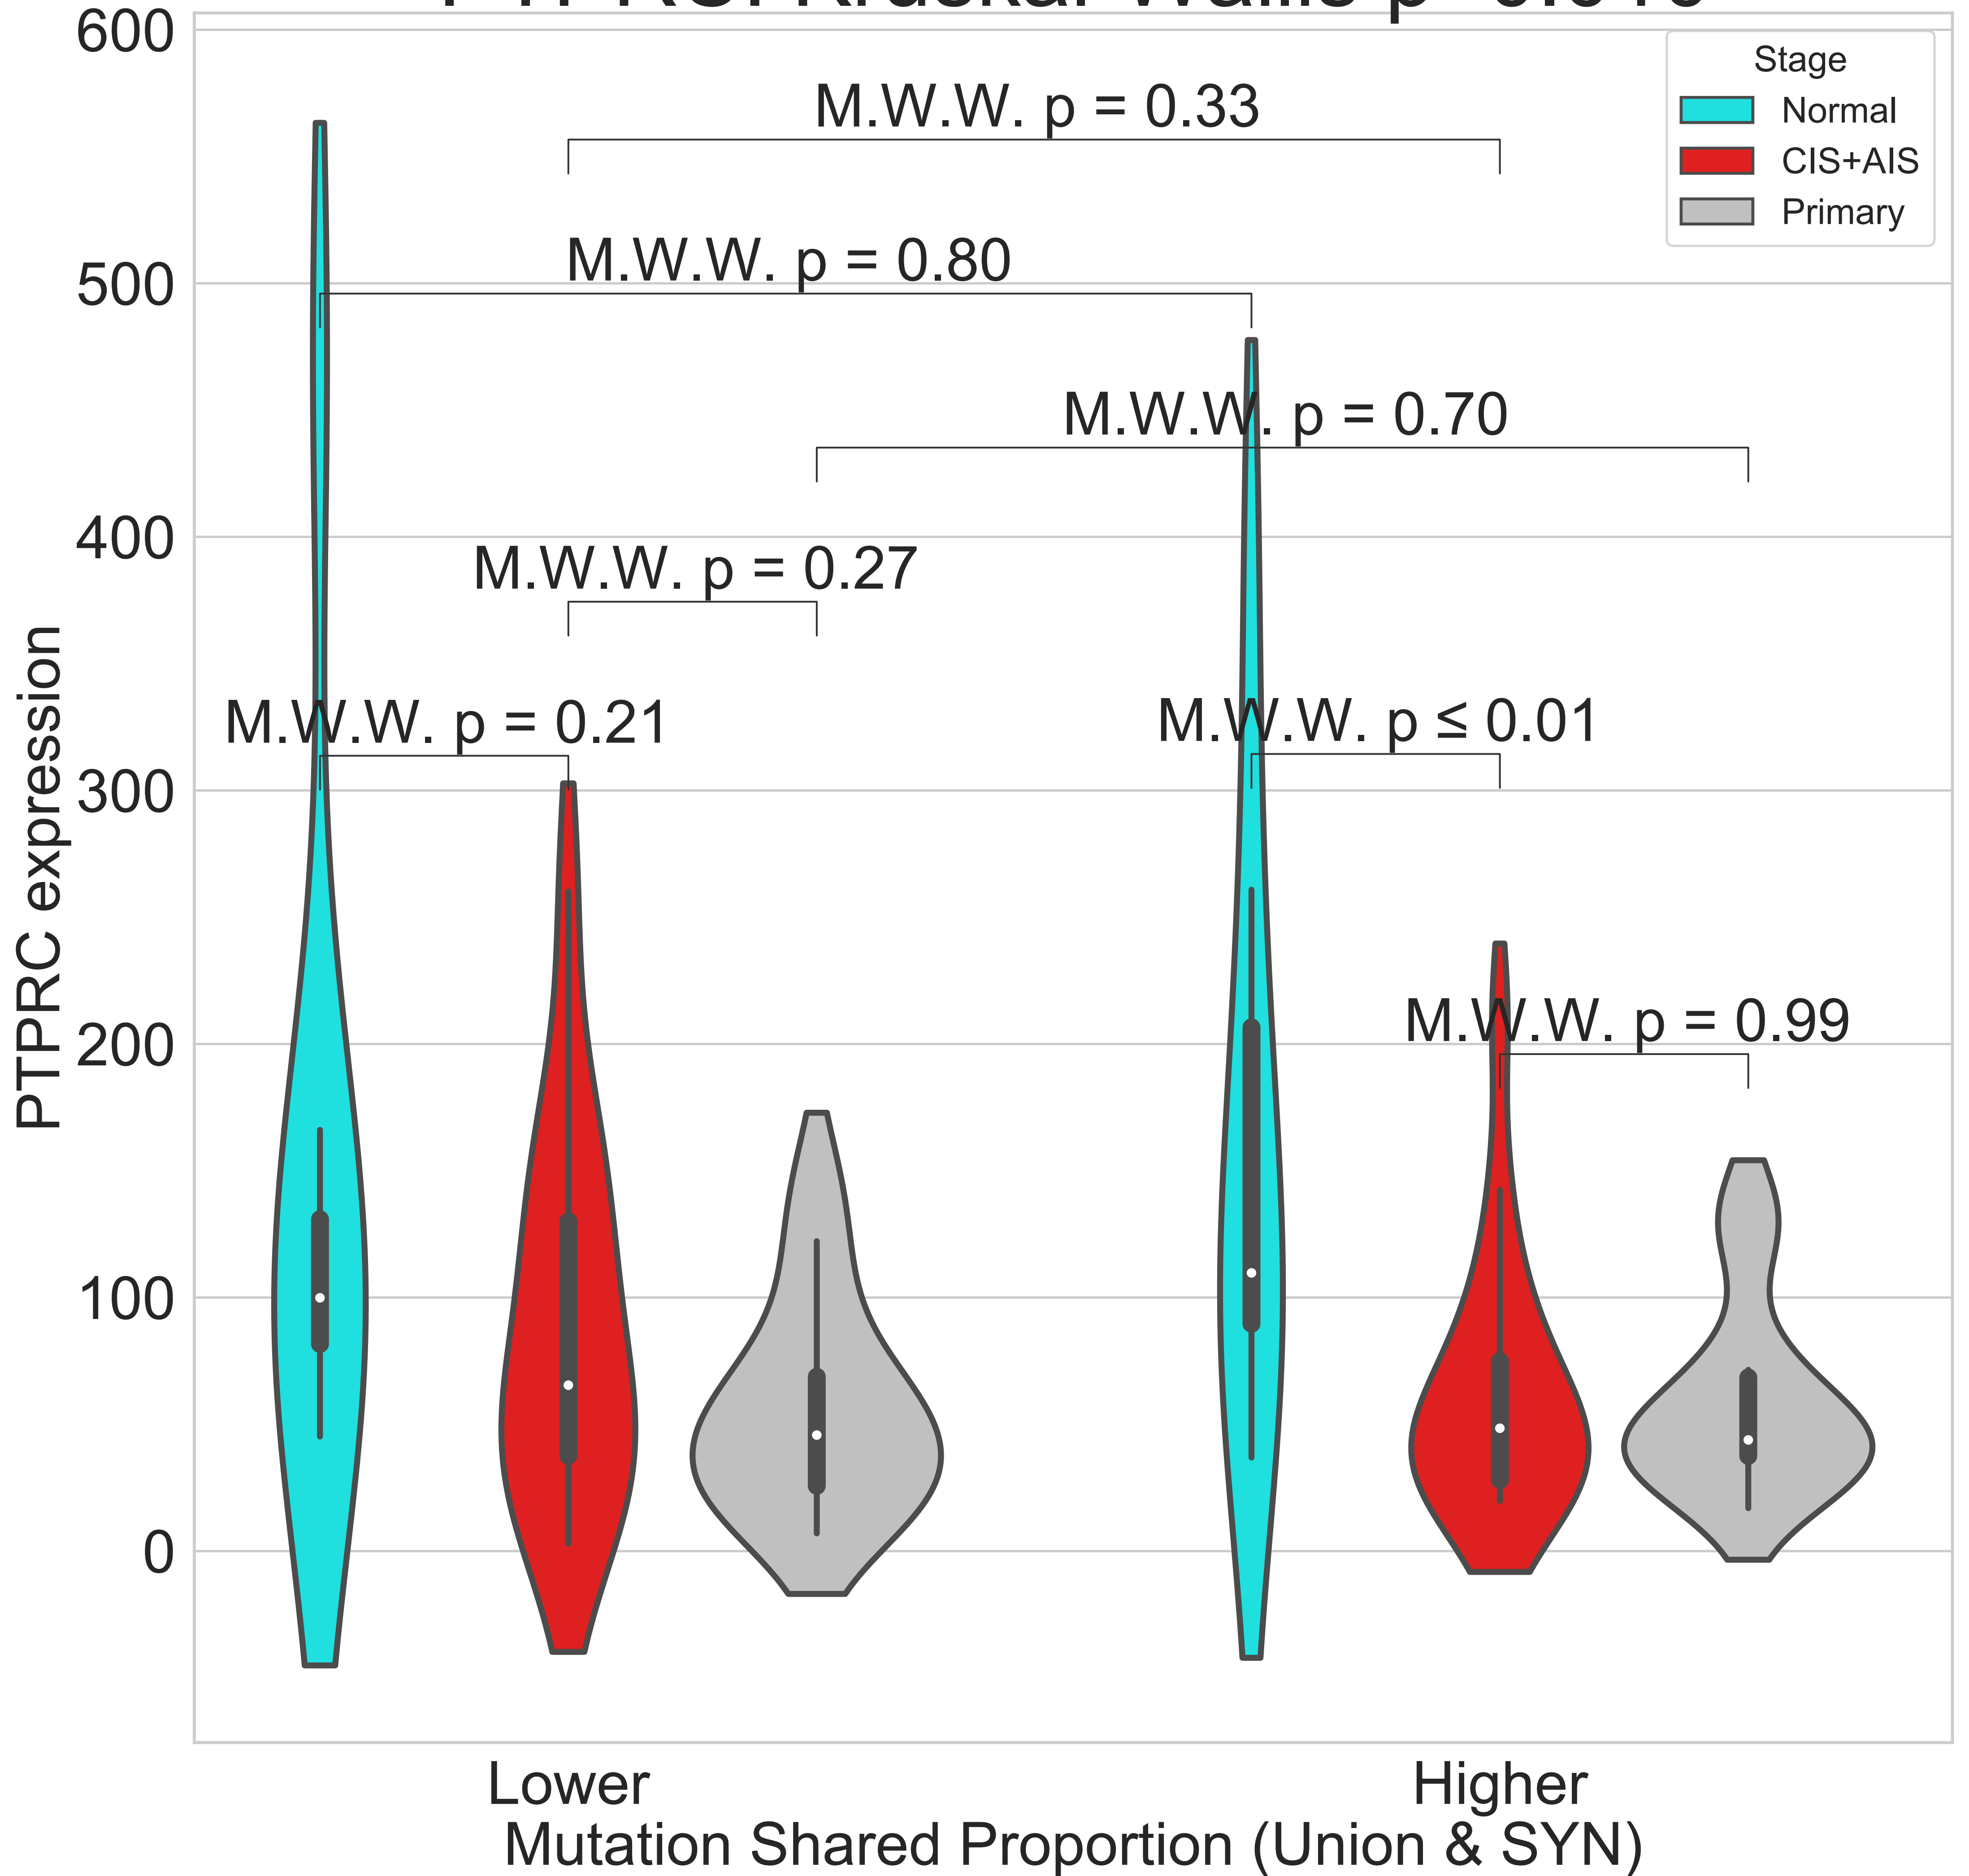 600
500
400
300
200
100
0
PTPRC expression
M.W.W. p = 0.33
M.W.W. p = 0.80
M.W.W. p = 0.70
M.W.W. p = 0.27
M.W.W. p = 0.21
M.W.W. p ≤ 0.01
M.W.W. p = 0.99
Stage
Normal
CIS+AIS
Primary
Lower
Higher
Mutation Shared Proportion (Union & SYN)